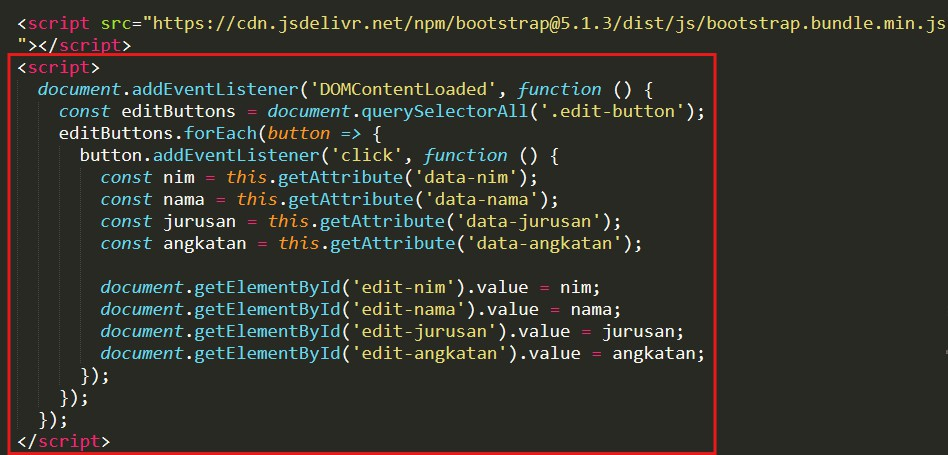 <script src="https://cdn.jsdelivr.net/npm/bootstrap@5.1.3/dist/js/bootstrap.bundle.min.js
"></script>
<script>
  document.addEventListener('DOMContentLoaded', function () {
    const editButtons = document.querySelectorAll('.edit-button');
    editButtons.forEach(button => {
      button.addEventListener('click', function () {
        const nim = this.getAttribute('data-nim');
        const nama = this.getAttribute('data-nama');
        const jurusan = this.getAttribute('data-jurusan');
        const angkatan = this.getAttribute('data-angkatan');

        document.getElementById('edit-nim').value = nim;
        document.getElementById('edit-nama').value = nama;
        document.getElementById('edit-jurusan').value = jurusan;
        document.getElementById('edit-angkatan').value = angkatan;
      });
    });
  });
</script>